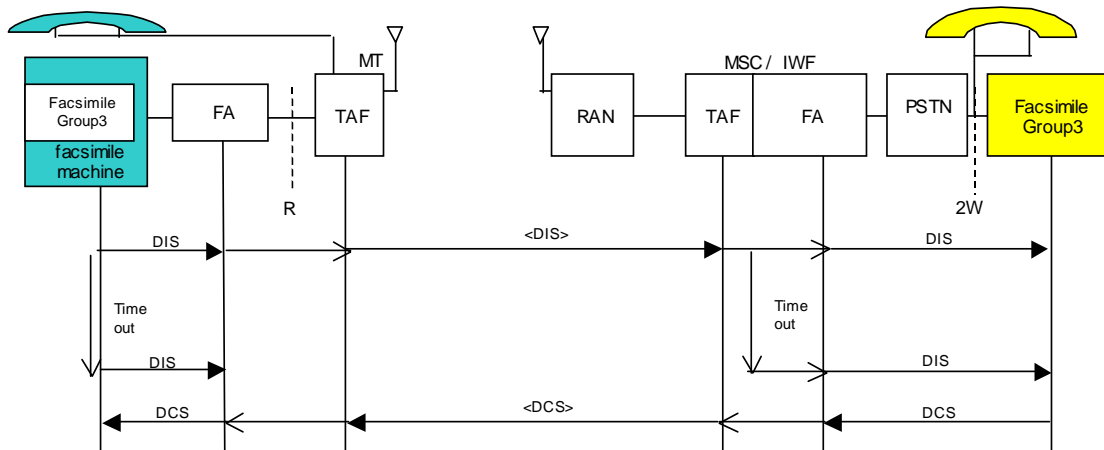 MT
MSC / IWF
Facsimile
Group3
facsimile
machine
FA
TAF
RAN
TAF
FA
PSTN
Facsimile
Group3
R
2W
DIS
<DIS>
DIS
Time
out
Time
out
DIS
DIS
DCS
<DCS>
DCS